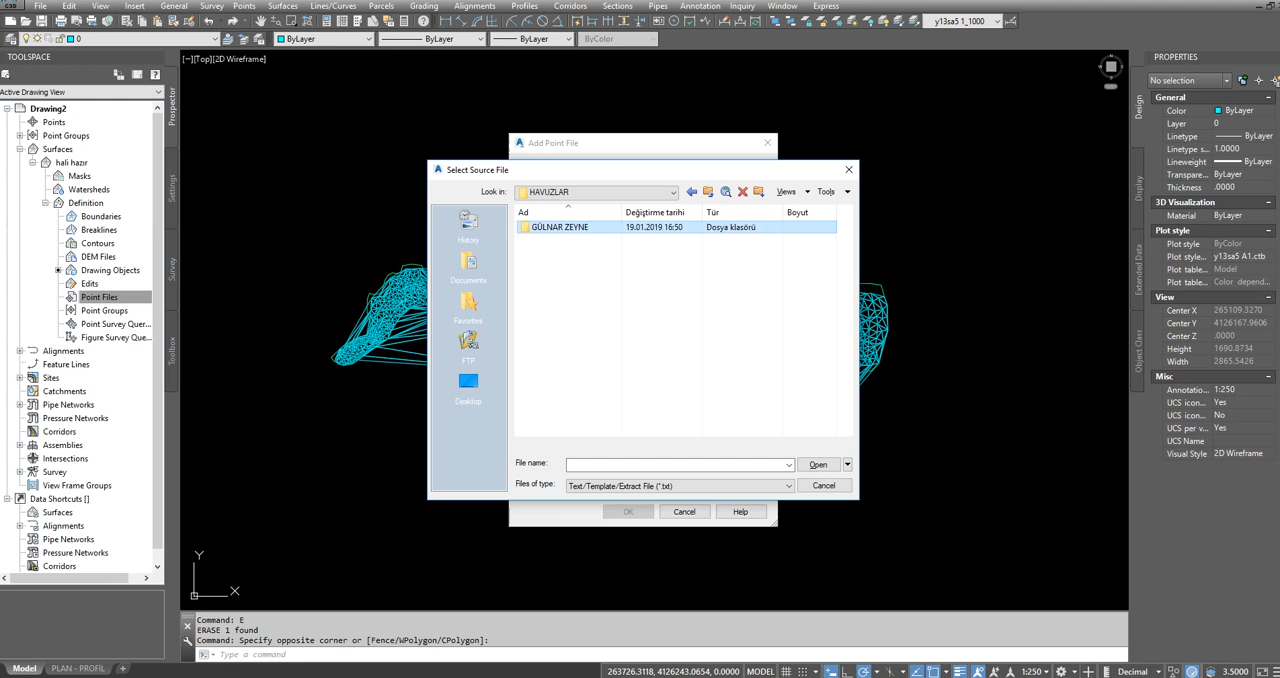 C3D
File Edit View Insert General Survey Points Surfaces Lines/Curves Parcels Grading Alignments Profiles Corridors Sections Pipes Annotation Inquiry Window Express
y13sa5 1_1000
0 ByLayer ByLayer ByLayer ByColor
TOOLSPACE
Active Drawing View
Drawing2
Points
Point Groups
Surfaces
hali hazır
Masks
Watersheds
Definition
Boundaries
Breaklines
Contours
DEM Files
Drawing Objects
Edits
Point Files
Point Groups
Point Survey Quer...
Figure Survey Que...
Alignments
Feature Lines
Sites
Catchments
Pipe Networks
Pressure Networks
Corridors
Assemblies
Intersections
Survey
View Frame Groups
Data Shortcuts []
Surfaces
Alignments
Pipe Networks
Pressure Networks
Corridors
Prospector
Settings
Survey
Toolbox
[−][Top][2D Wireframe]
Add Point File
Select Source File
Look in: HAVUZLAR Views Tools
Ad Değiştirme tarihi Tür Boyut
GÜLNAR ZEYNE 19.01.2019 16:50 Dosya klasörü
History
Documents
Favorites
FTP
Desktop
File name: Open
Files of type: Text/Template/Extract File (*.txt) Cancel
OK Cancel Help
Y
X
Command: E
ERASE 1 found
Command: Specify opposite corner or [Fence/WPolygon/CPolygon]:
Type a command
PROPERTIES
No selection
General
Color ByLayer
Layer 0
Linetype ByLayer
Linetype s... 1.0000
Lineweight ByLayer
Transpare... ByLayer
Thickness .0000
3D Visualization
Material ByLayer
Plot style
Plot style ByColor
Plot style... y13sa5 A1.ctb
Plot table... Model
Plot table... Color depend...
View
Center X 265109.3270
Center Y 4126167.9606
Center Z .0000
Height 1690.8734
Width 2865.5426
Misc
Annotatio... 1:250
UCS icon... Yes
UCS icon... No
UCS per v... Yes
UCS Name
Visual Style 2D Wireframe
Design
Display
Extended Data
Object Class
Model PLAN - PROFİL +
263726.3118, 4126243.0654, 0.0000 MODEL 1:250 Decimal 3.5000